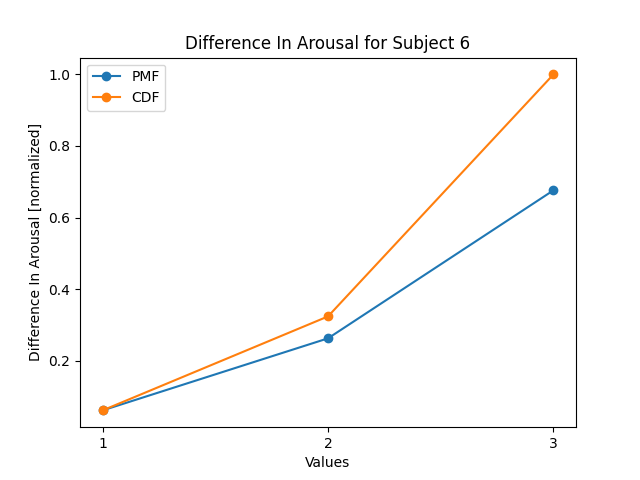 Difference In Arousal for Subject 6
PMF
CDF
Difference In Arousal [normalized]
1.0
0.8
0.6
0.4
0.2
1 2 3
Values